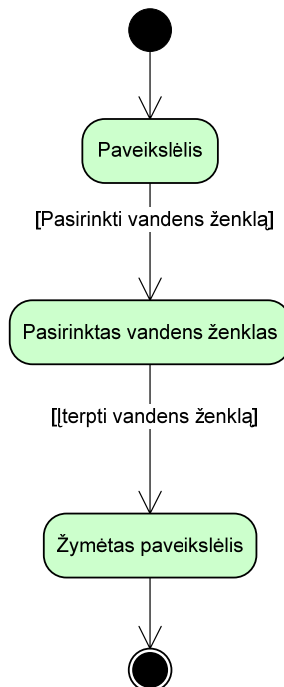 Paveikslėlis
[Pasirinkti vandens ženklą]
Pasirinktas vandens ženklas
[Įterpti vandens ženklą]
Žymėtas paveikslėlis